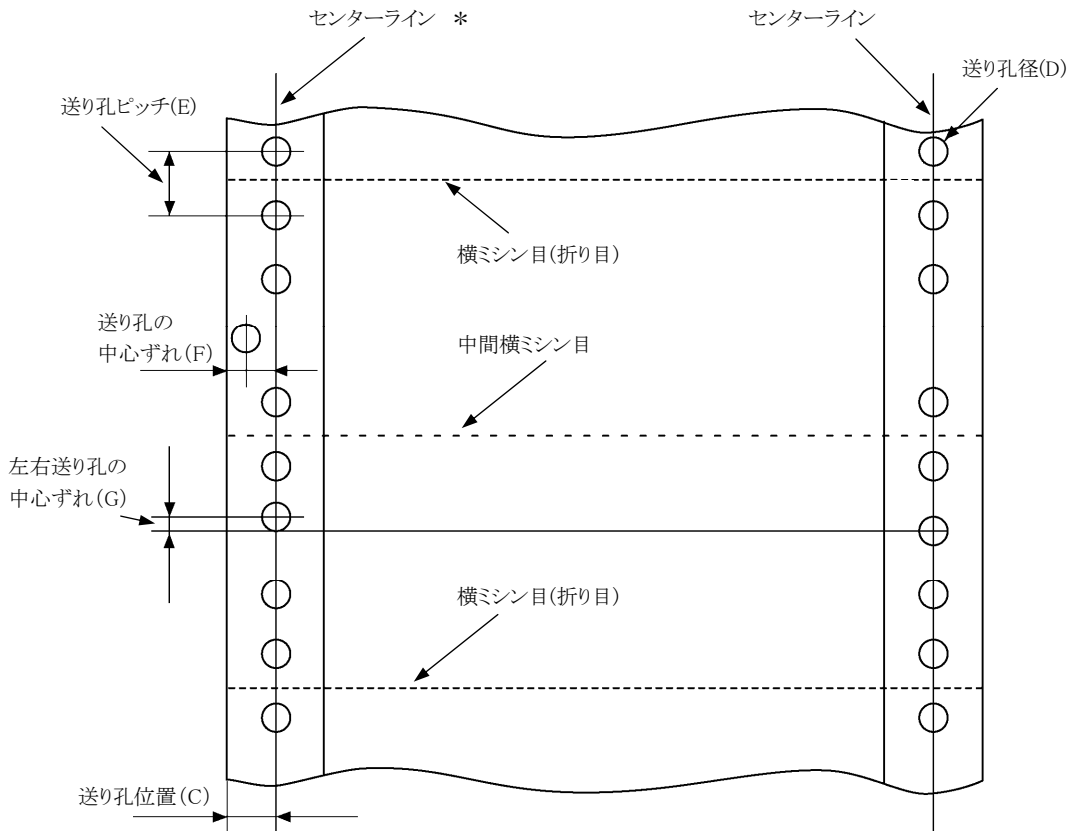 センターライン ＊
センターライン
送り孔径(D)
送り孔ピッチ(E)
横ミシン目(折り目)
送り孔の
中心ずれ(F)
中間横ミシン目
左右送り孔の
中心ずれ(G)
横ミシン目(折り目)
送り孔位置(C)